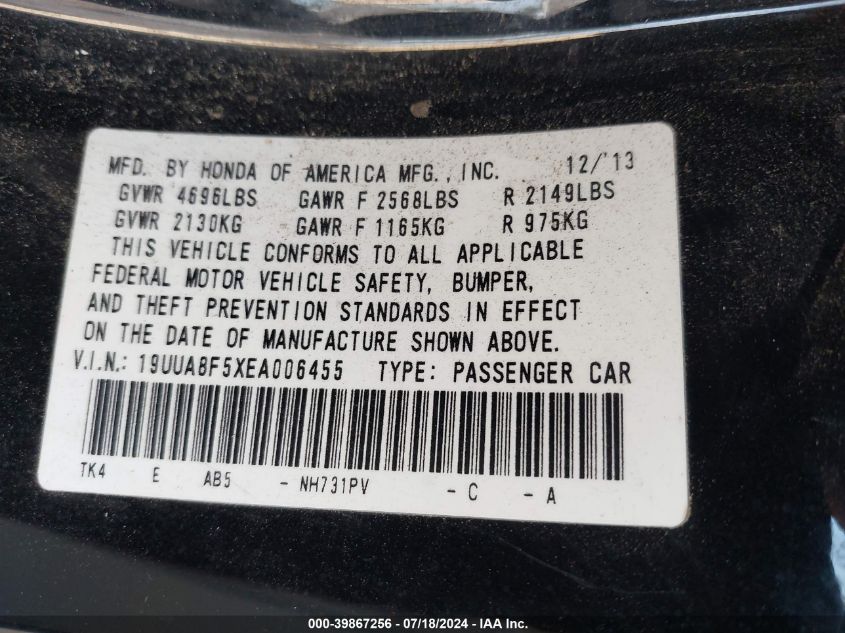 MFD. BY HONDA OF AMERICA MFG., INC. 12/'13
GVWR 4696LBS GAWR F 2568LBS R 2149LBS
GVWR 2130KG GAWR F 1165KG R 975KG
THIS VEHICLE CONFORMS TO ALL APPLICABLE
FEDERAL MOTOR VEHICLE SAFETY, BUMPER,
AND THEFT PREVENTION STANDARDS IN EFFECT
ON THE DATE OF MANUFACTURE SHOWN ABOVE.
V.I.N.: 19UUA8F5XEA006455 TYPE: PASSENGER CAR
TK4 E AB5 - NH731PV - C - A
000-39867256 - 07/18/2024 - IAA, Inc.